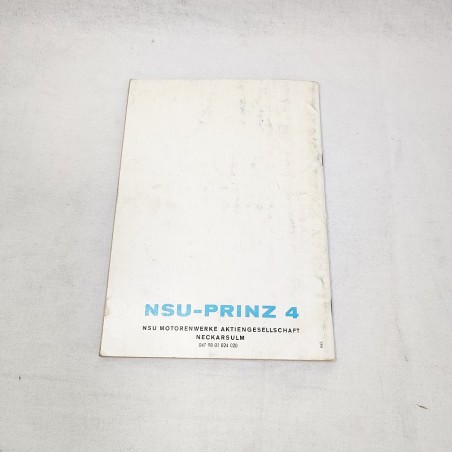 NSU-PRINZ 4
NSU MOTORENWERKE AKTIENGESELLSCHAFT
NECKARSULM